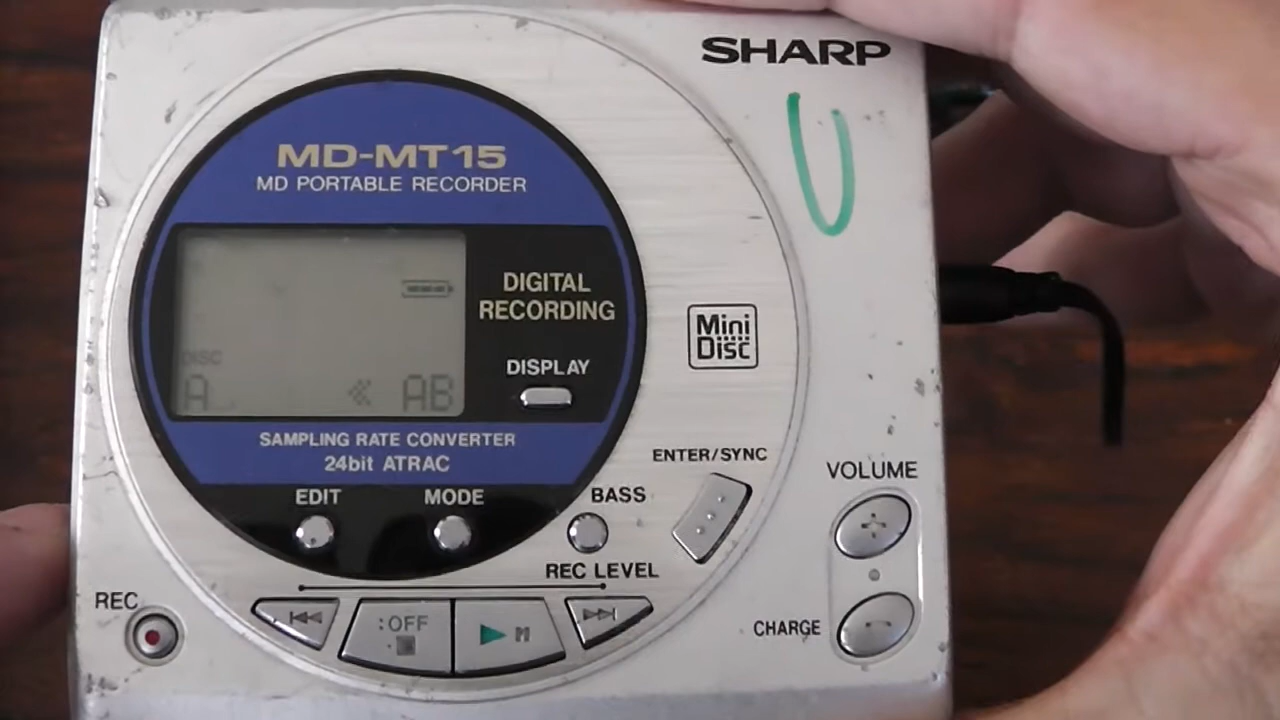 SHARP
U
MD-MT15
MD PORTABLE RECORDER
DIGITAL
RECORDING
Mini
Disc
DISC
A
AB
DISPLAY
SAMPLING RATE CONVERTER
24bit ATRAC
ENTER/SYNC
VOLUME
EDIT
MODE
BASS
REC LEVEL
REC
:OFF
CHARGE